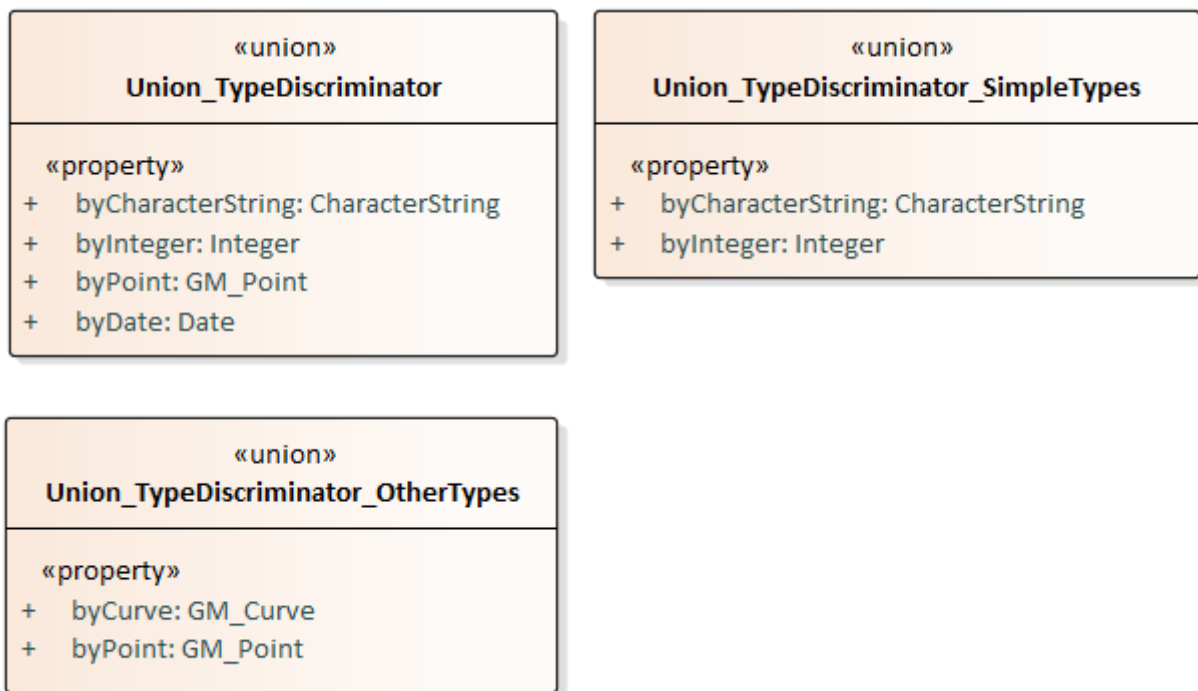 «union»
Union_TypeDiscriminator
«property»
+ byCharacterString: CharacterString
+ byInteger: Integer
+ byPoint: GM_Point
+ byDate: Date
«union»
Union_TypeDiscriminator_SimpleTypes
«property»
+ byCharacterString: CharacterString
+ byInteger: Integer
«union»
Union_TypeDiscriminator_OtherTypes
«property»
+ byCurve: GM_Curve
+ byPoint: GM_Point